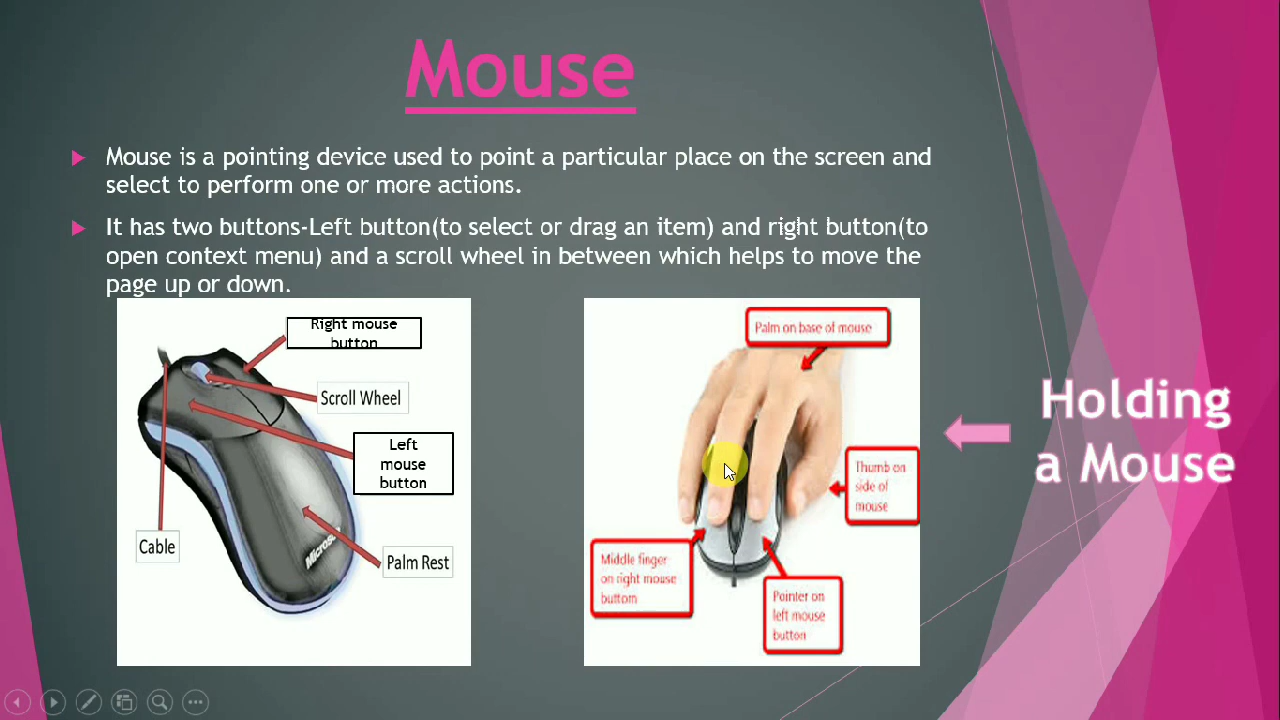 Mouse
Mouse is a pointing device used to point a particular place on the screen and
select to perform one or more actions.
It has two buttons-Left button(to select or drag an item) and right button(to
open context menu) and a scroll wheel in between which helps to move the
page up or down.
Right mouse
button
Scroll Wheel
Left
mouse
button
Cable
Palm Rest
Microsoft
Palm on base of mouse
Thumb on
side of
mouse
Middle finger
on right mouse
buttom
Pointer on
left mouse
button
Holding
a Mouse